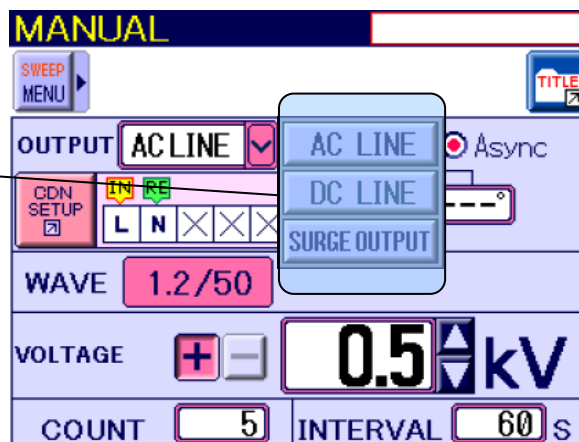 MANUAL
SWEEP
MENU
TITLE
OUTPUT AC LINE AC LINE Async
CDN
SETUP
IN RE DC LINE ---°
L N
SURGE OUTPUT
WAVE 1.2/50
VOLTAGE + - 0.5 kV
COUNT 5 INTERVAL 60 s